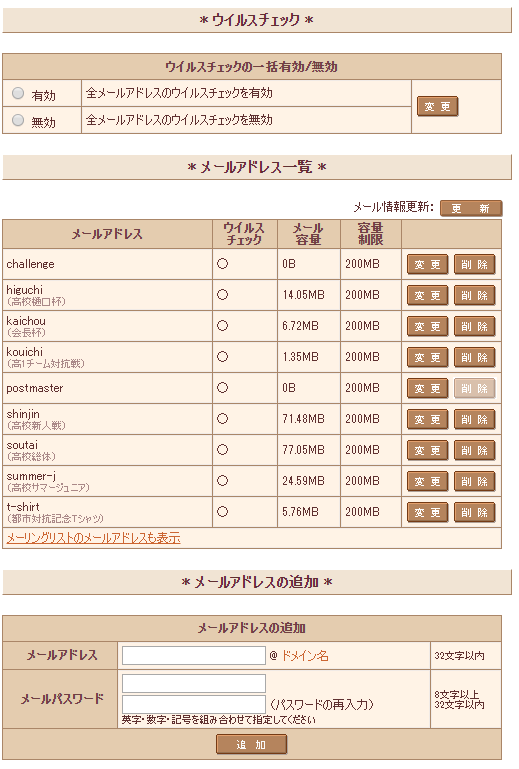 * ウイルスチェック *
ウイルスチェックの一括有効/無効
有効 全メールアドレスのウイルスチェックを有効
変 更
無効 全メールアドレスのウイルスチェックを無効
* メールアドレス一覧 *
メール情報更新： 更 新
メールアドレス ウイルスチェック メール容量 容量制限
challenge ○ 0B 200MB 変 更 削 除
higuchi ○ 14.05MB 200MB 変 更 削 除
（高校樋口杯）
kaichou ○ 6.72MB 200MB 変 更 削 除
（会長杯）
kouichi ○ 1.35MB 200MB 変 更 削 除
（高1チーム対抗戦）
postmaster ○ 0B 200MB 変 更 削 除
shinjin ○ 71.48MB 200MB 変 更 削 除
（高校新人戦）
soutai ○ 77.05MB 200MB 変 更 削 除
（高校総体）
summer-j ○ 24.59MB 200MB 変 更 削 除
（高校サマージュニア）
t-shirt ○ 5.76MB 200MB 変 更 削 除
（都市対抗記念Tシャツ）
メーリングリストのメールアドレスも表示
* メールアドレスの追加 *
メールアドレスの追加
メールアドレス @ ドメイン名 32文字以内
メールパスワード
（パスワードの再入力）
英字・数字・記号を組み合わせて指定してください
8文字以上
32文字以内
追 加